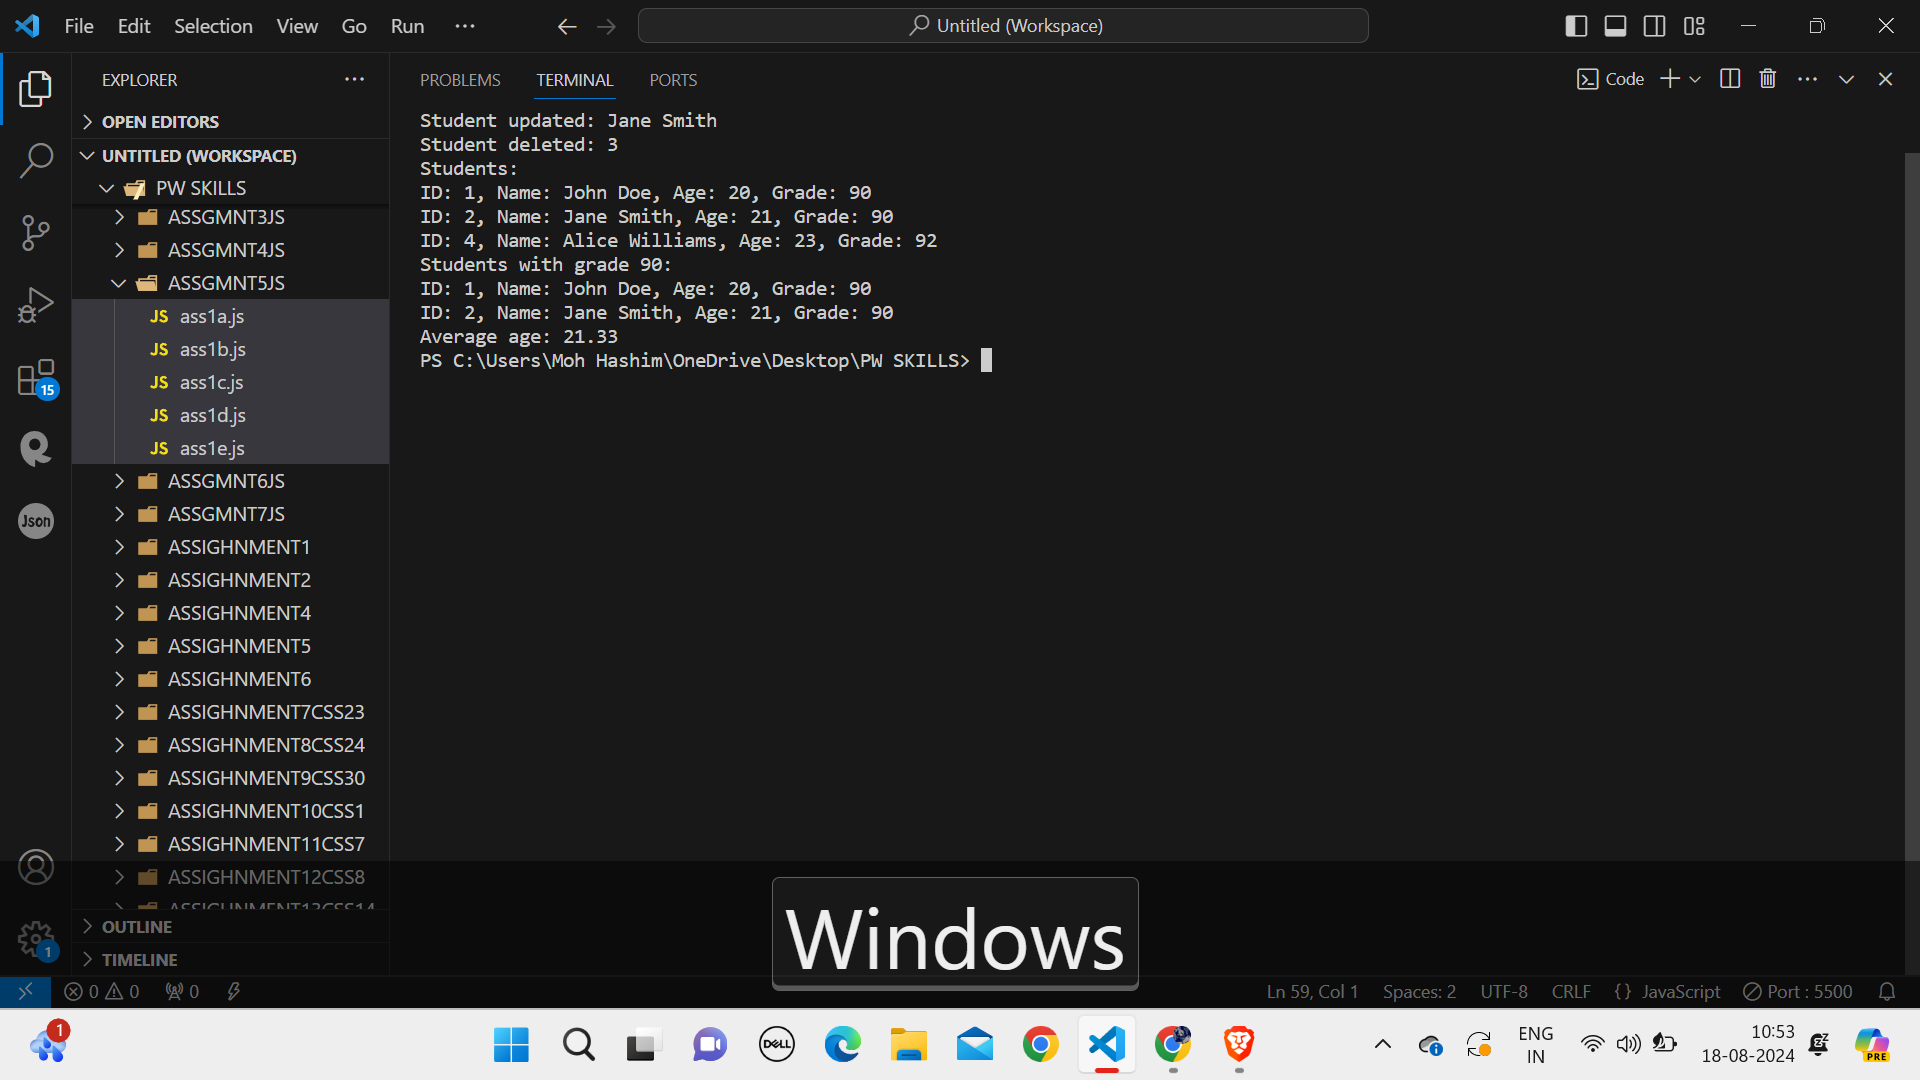 File Edit Selection View Go Run ···
Untitled (Workspace)
EXPLORER ···
OPEN EDITORS
UNTITLED (WORKSPACE)
PW SKILLS
ASSGMNT3JS
ASSGMNT4JS
ASSGMNT5JS
JS ass1a.js
JS ass1b.js
JS ass1c.js
JS ass1d.js
JS ass1e.js
ASSGMNT6JS
ASSGMNT7JS
ASSIGHNMENT1
ASSIGHNMENT2
ASSIGHNMENT4
ASSIGHNMENT5
ASSIGHNMENT6
ASSIGHNMENT7CSS23
ASSIGHNMENT8CSS24
ASSIGHNMENT9CSS30
ASSIGHNMENT10CSS1
ASSIGHNMENT11CSS7
ASSIGHNMENT12CSS8
ASSIGHNMENT13CSS14
OUTLINE
TIMELINE
15
Json
1
PROBLEMS TERMINAL PORTS
Code
Student updated: Jane Smith
Student deleted: 3
Students:
ID: 1, Name: John Doe, Age: 20, Grade: 90
ID: 2, Name: Jane Smith, Age: 21, Grade: 90
ID: 4, Name: Alice Williams, Age: 23, Grade: 92
Students with grade 90:
ID: 1, Name: John Doe, Age: 20, Grade: 90
ID: 2, Name: Jane Smith, Age: 21, Grade: 90
Average age: 21.33
PS C:\Users\Moh Hashim\OneDrive\Desktop\PW SKILLS>
Windows
0 0 0
Ln 59, Col 1 Spaces: 2 UTF-8 CRLF {} JavaScript Port : 5500
1
DELL
ENG
IN
10:53
18-08-2024
PRE